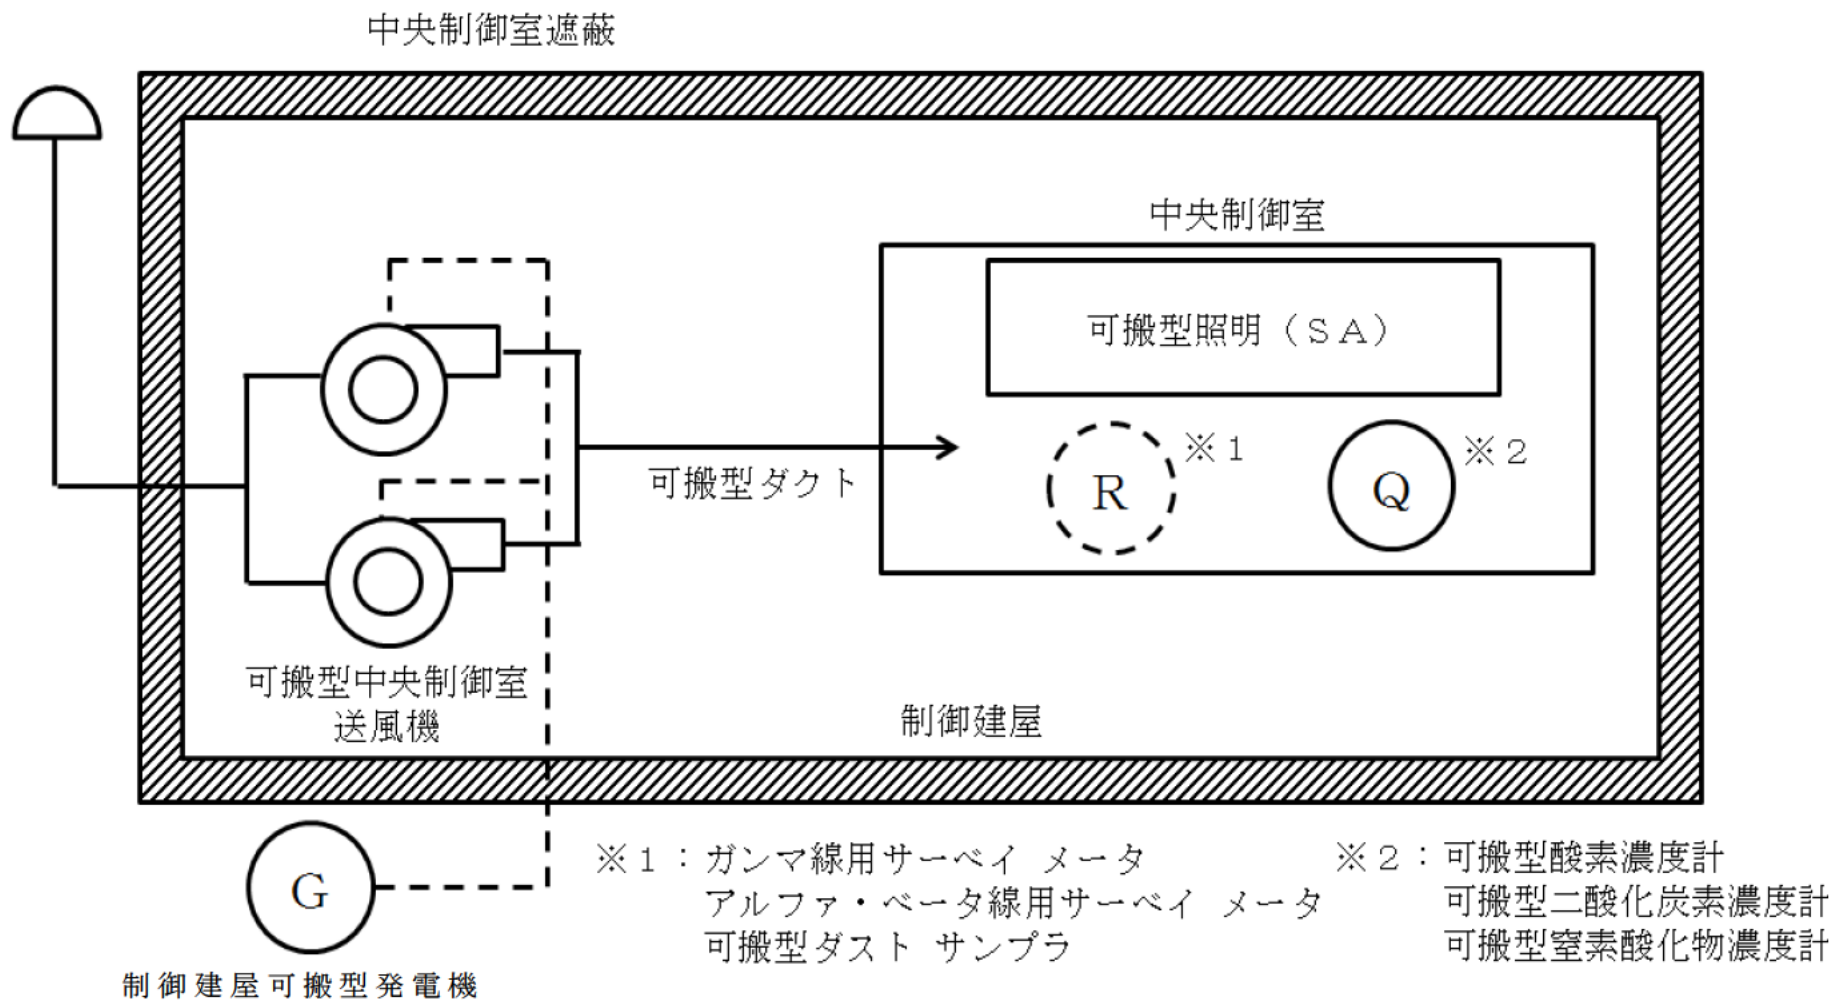 中央制御室遮蔽
中央制御室
可搬型照明（ＳＡ）
※１
※２
R
Q
可搬型ダクト
可搬型中央制御室
送風機
制御建屋
G
制御建屋可搬型発電機
※１：ガンマ線用サーベイ メータ
アルファ・ベータ線用サーベイ メータ
可搬型ダスト サンプラ
※２：可搬型酸素濃度計
可搬型二酸化炭素濃度計
可搬型窒素酸化物濃度計